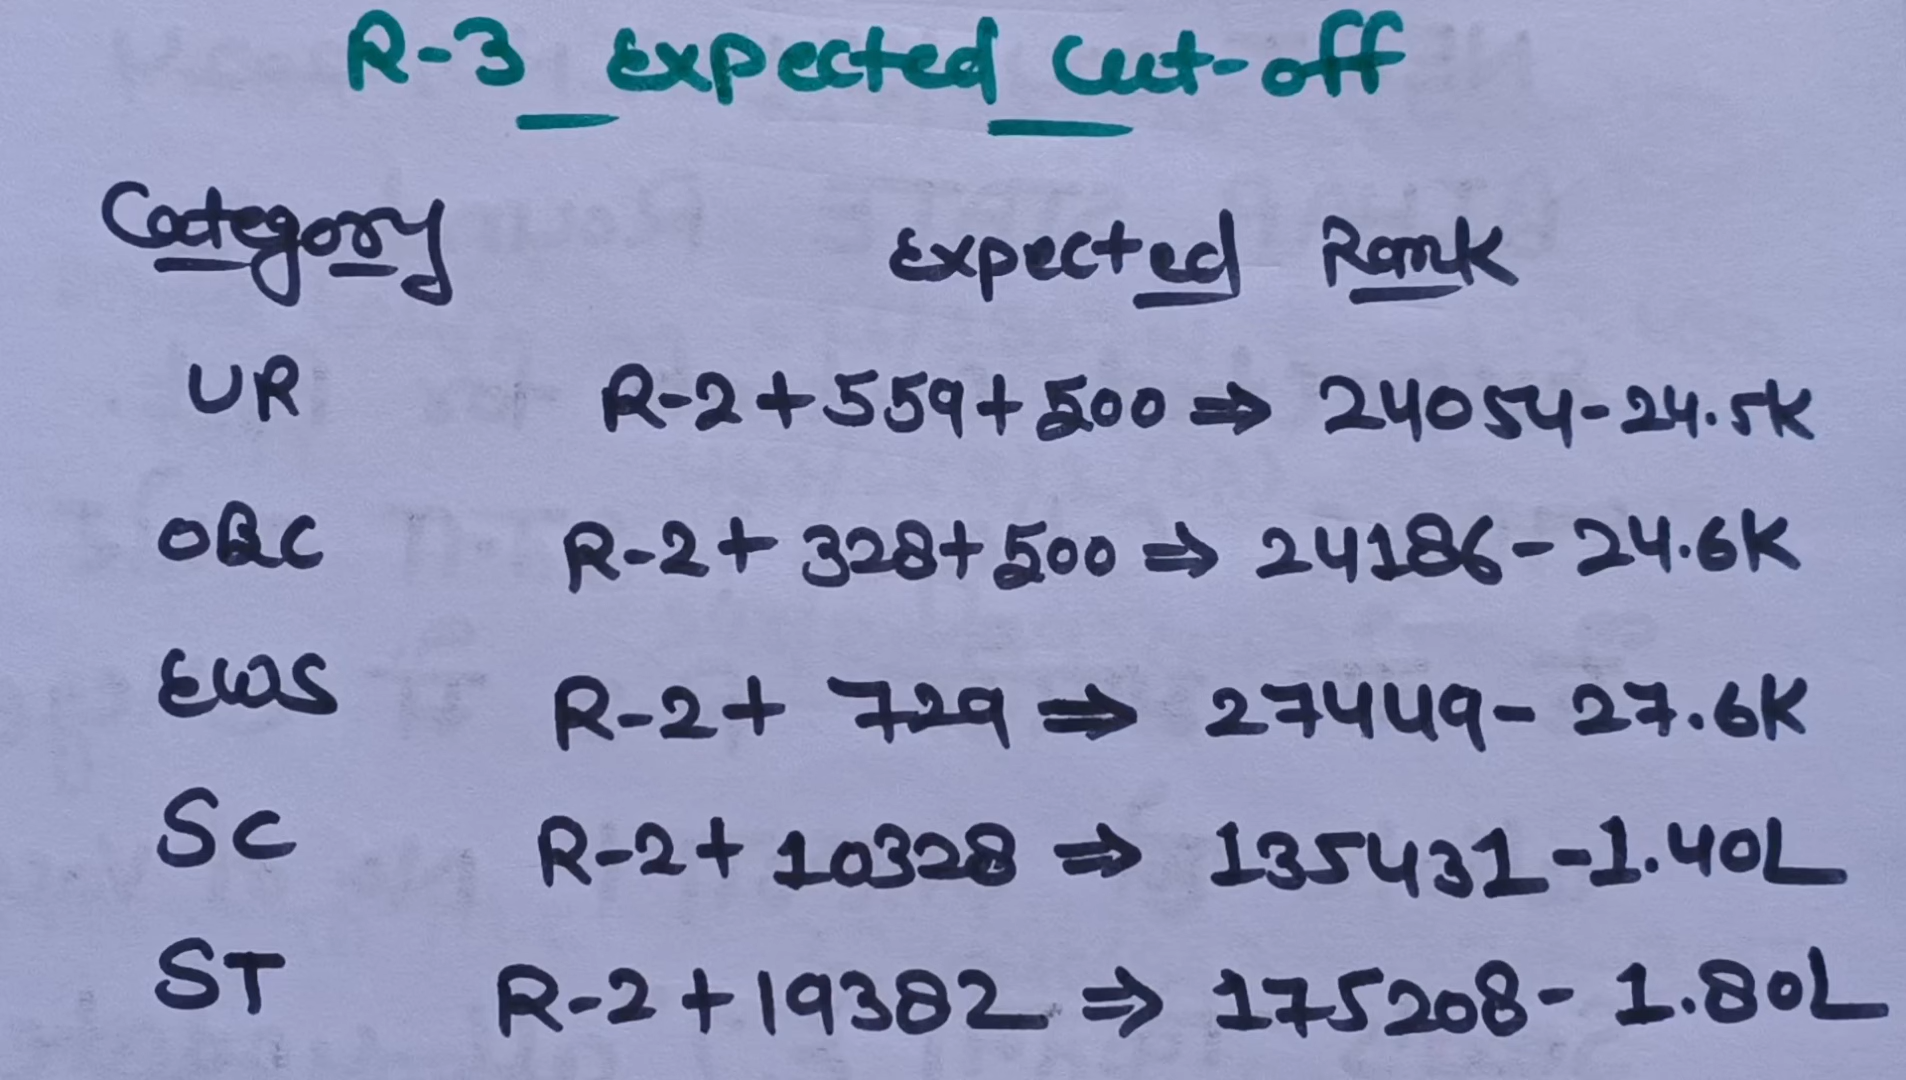 R-3 Expected Cut-off
Category Expected Rank
UR R-2+559+500 ⇒ 24054-24.5K
OBC R-2+328+500 ⇒ 24186-24.6K
EWS R-2+729 ⇒ 27449-27.6K
SC R-2+10328 ⇒ 135431-1.40L
ST R-2+19382 ⇒ 175208-1.80L